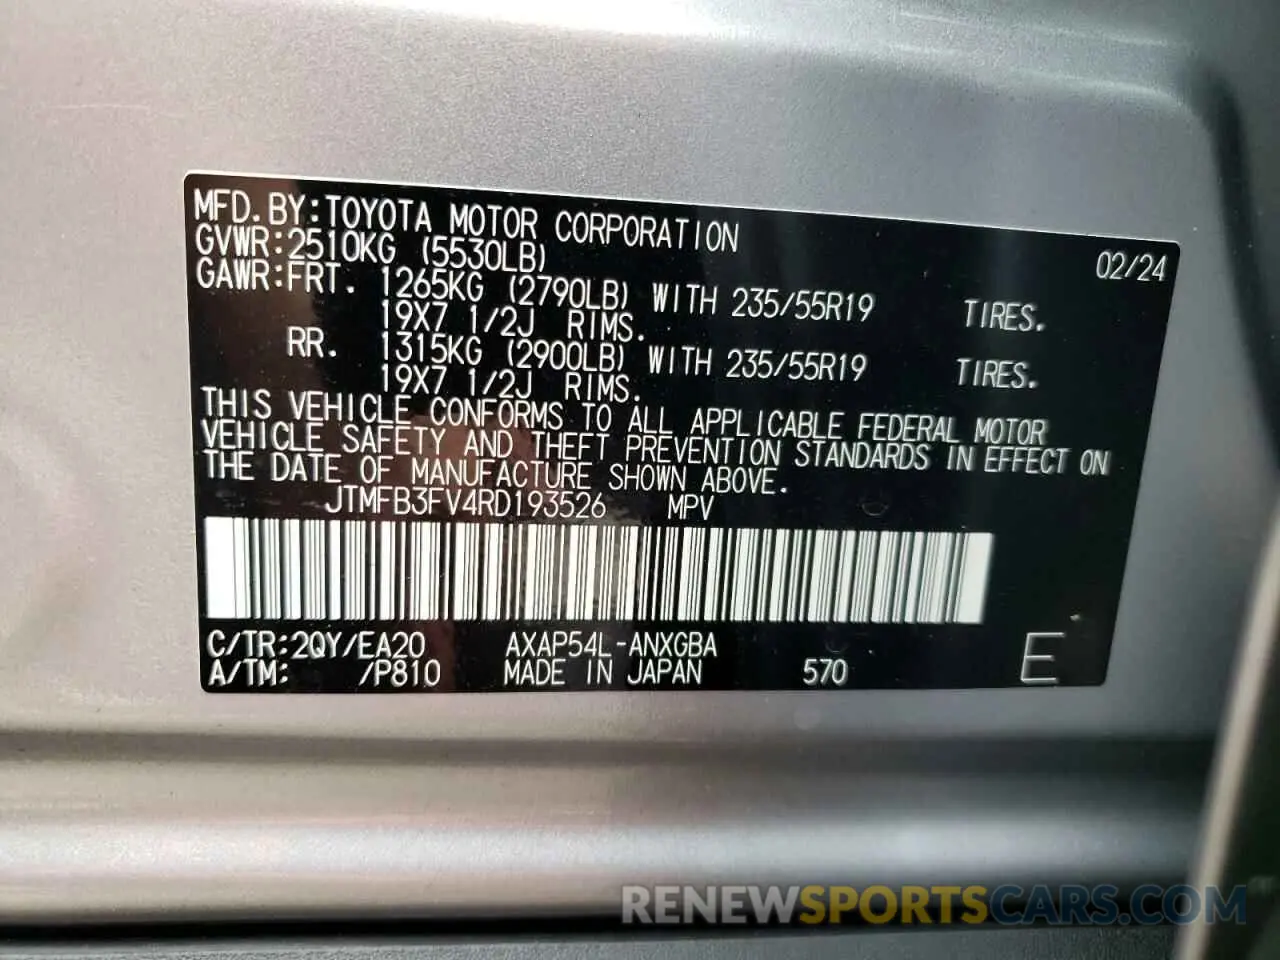 MFD.BY:TOYOTA MOTOR CORPORATION 02/24
GVWR:2510KG (5530LB)
GAWR:FRT. 1265KG (2790LB) WITH 235/55R19 TIRES.
19X7 1/2J RIMS.
RR. 1315KG (2900LB) WITH 235/55R19 TIRES.
19X7 1/2J RIMS.
THIS VEHICLE CONFORMS TO ALL APPLICABLE FEDERAL MOTOR
VEHICLE SAFETY AND THEFT PREVENTION STANDARDS IN EFFECT ON
THE DATE OF MANUFACTURE SHOWN ABOVE.
JTMFB3FV4RD193526 MPV
C/TR:2QY/EA20 AXAP54L-ANXGBA
A/TM: /P810 MADE IN JAPAN 570 E
RENEWSPORTSCARS.COM